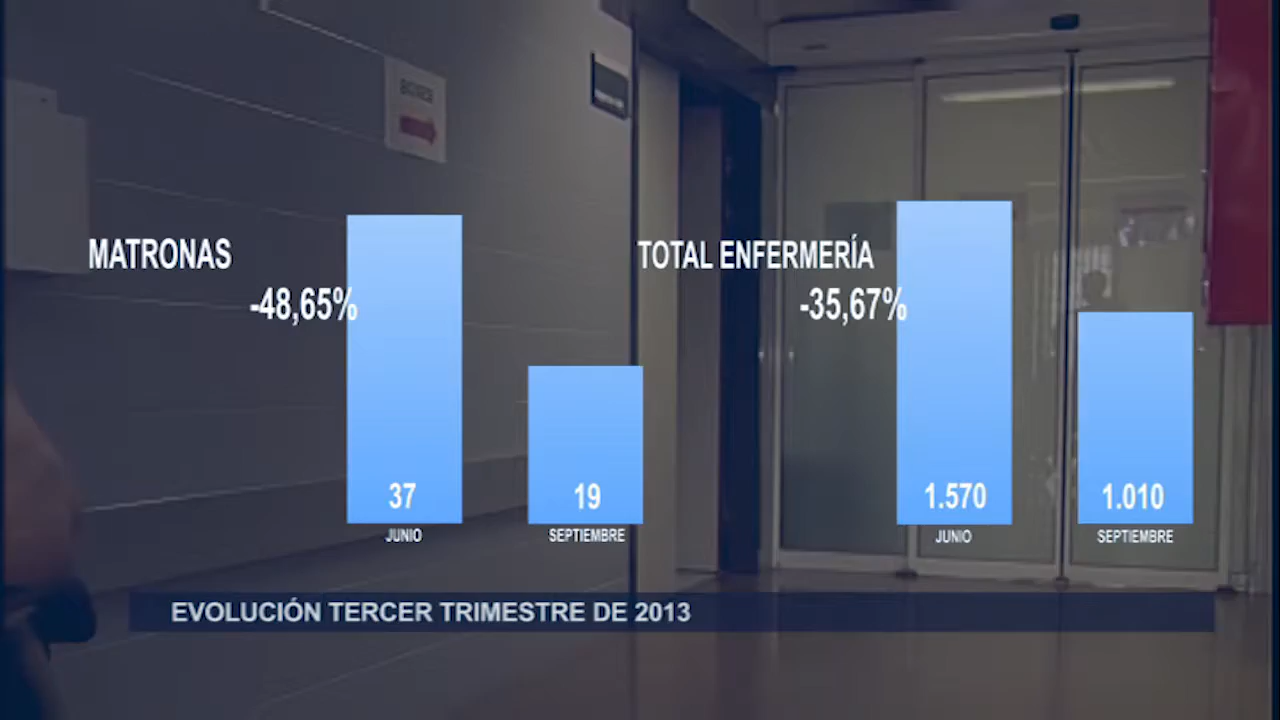 BOXES
MATRONAS
-48,65%
37
JUNIO
19
SEPTIEMBRE
TOTAL ENFERMERÍA
-35,67%
1.570
JUNIO
1.010
SEPTIEMBRE
EVOLUCIÓN TERCER TRIMESTRE DE 2013